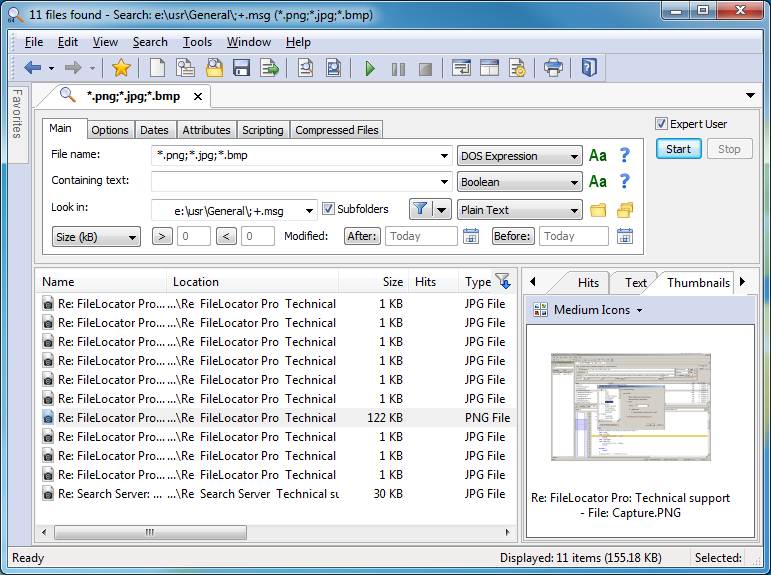 11 files found - Search: e:\usr\General\;+.msg (*.png;*.jpg;*.bmp)
File Edit View Search Tools Window Help
Favorites
*.png;*.jpg;*.bmp
Main Options Dates Attributes Scripting Compressed Files
Expert User
File name: *.png;*.jpg;*.bmp DOS Expression Aa ?
Start Stop
Containing text: Boolean Aa ?
Look in: e:\usr\General\;+.msg Subfolders Plain Text
Size (kB) > 0 < 0 Modified: After: Today Before: Today
Name Location Size Hits Type
Hits Text Thumbnails
Medium Icons
Re: FileLocator Pro... ...\Re FileLocator Pro Technical 1 KB JPG File
Re: FileLocator Pro... ...\Re FileLocator Pro Technical 1 KB JPG File
Re: FileLocator Pro... ...\Re FileLocator Pro Technical 1 KB JPG File
Re: FileLocator Pro... ...\Re FileLocator Pro Technical 1 KB JPG File
Re: FileLocator Pro... ...\Re FileLocator Pro Technical 1 KB JPG File
Re: FileLocator Pro... ...\Re FileLocator Pro Technical 1 KB JPG File
Re: FileLocator Pro... ...\Re FileLocator Pro Technical 122 KB PNG File
Re: FileLocator Pro... ...\Re FileLocator Pro Technical 1 KB JPG File
Re: FileLocator Pro... ...\Re FileLocator Pro Technical 1 KB JPG File
Re: FileLocator Pro... ...\Re FileLocator Pro Technical 1 KB JPG File
Re: Search Server: ... ...\Re Search Server Technical su 30 KB JPG File
Re: FileLocator Pro: Technical support
- File: Capture.PNG
Ready Displayed: 11 items (155.18 KB) Selected: